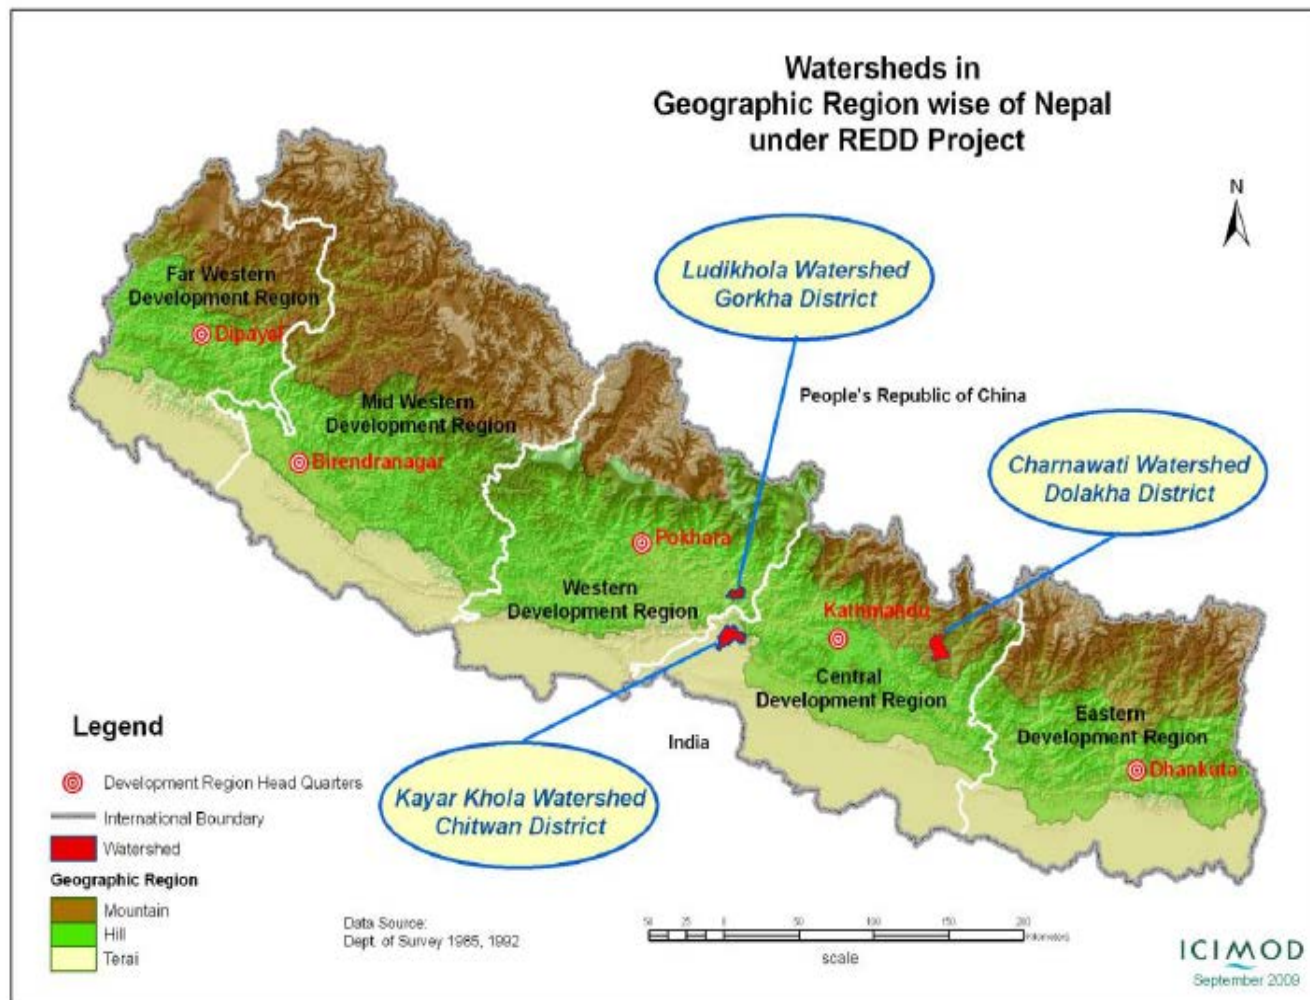 Watersheds in
Geographic Region wise of Nepal
under REDD Project
N
Ludikhola Watershed
Gorkha District
Far Western
Development Region
Dipayal
People's Republic of China
Mid Western
Development Region
Birendranagar
Charnawati Watershed
Dolakha District
Pokhara
Western
Development Region
Kathmandu
Central
Development Region
Eastern
Development Region
Dhankuta
India
Kayar Khola Watershed
Chitwan District
Legend
Development Region Head Quarters
International Boundary
Watershed
Geographic Region
Mountain
Hill
Terai
Data Source:
Dept. of Survey 1985, 1992
50 25 0 50 100 150 200
Kilometers
scale
ICIMOD
September 2009